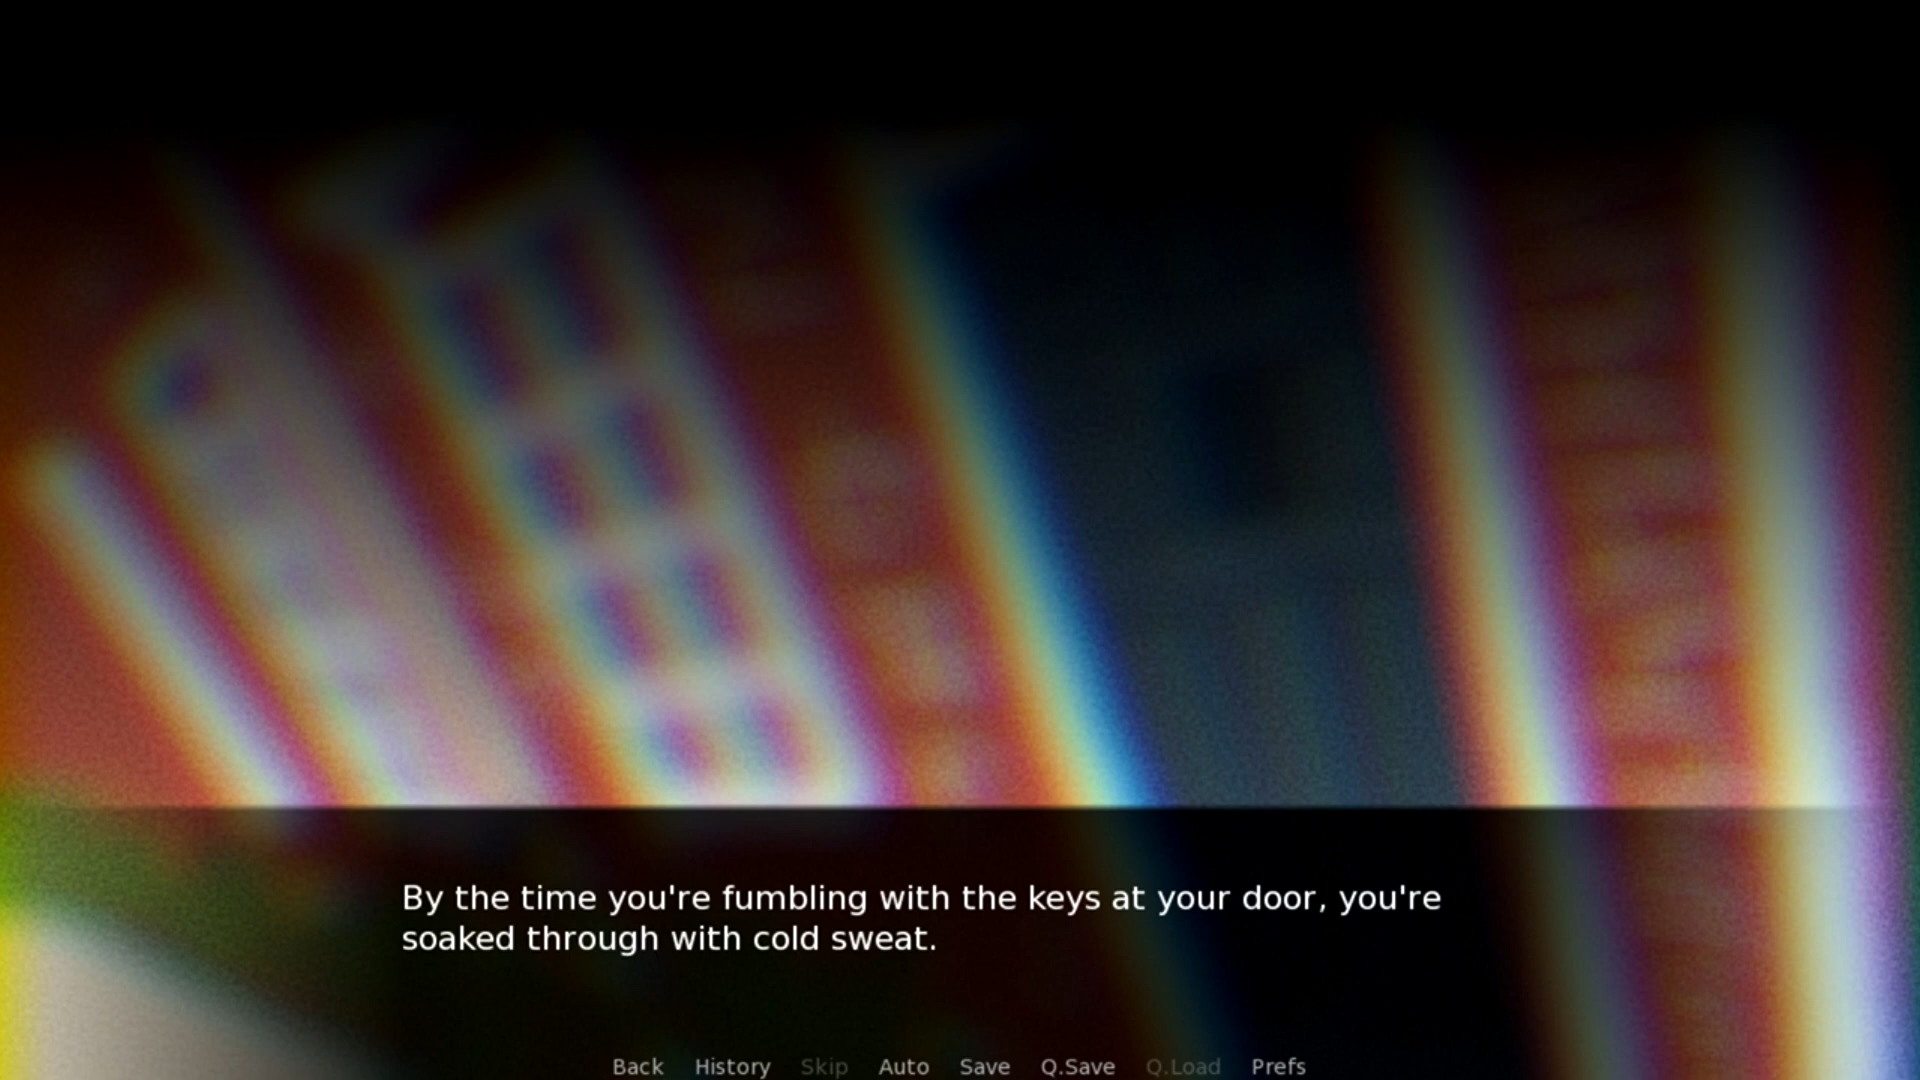 By the time you're fumbling with the keys at your door, you're
soaked through with cold sweat.
Back History Skip Auto Save Q.Save Q.Load Prefs